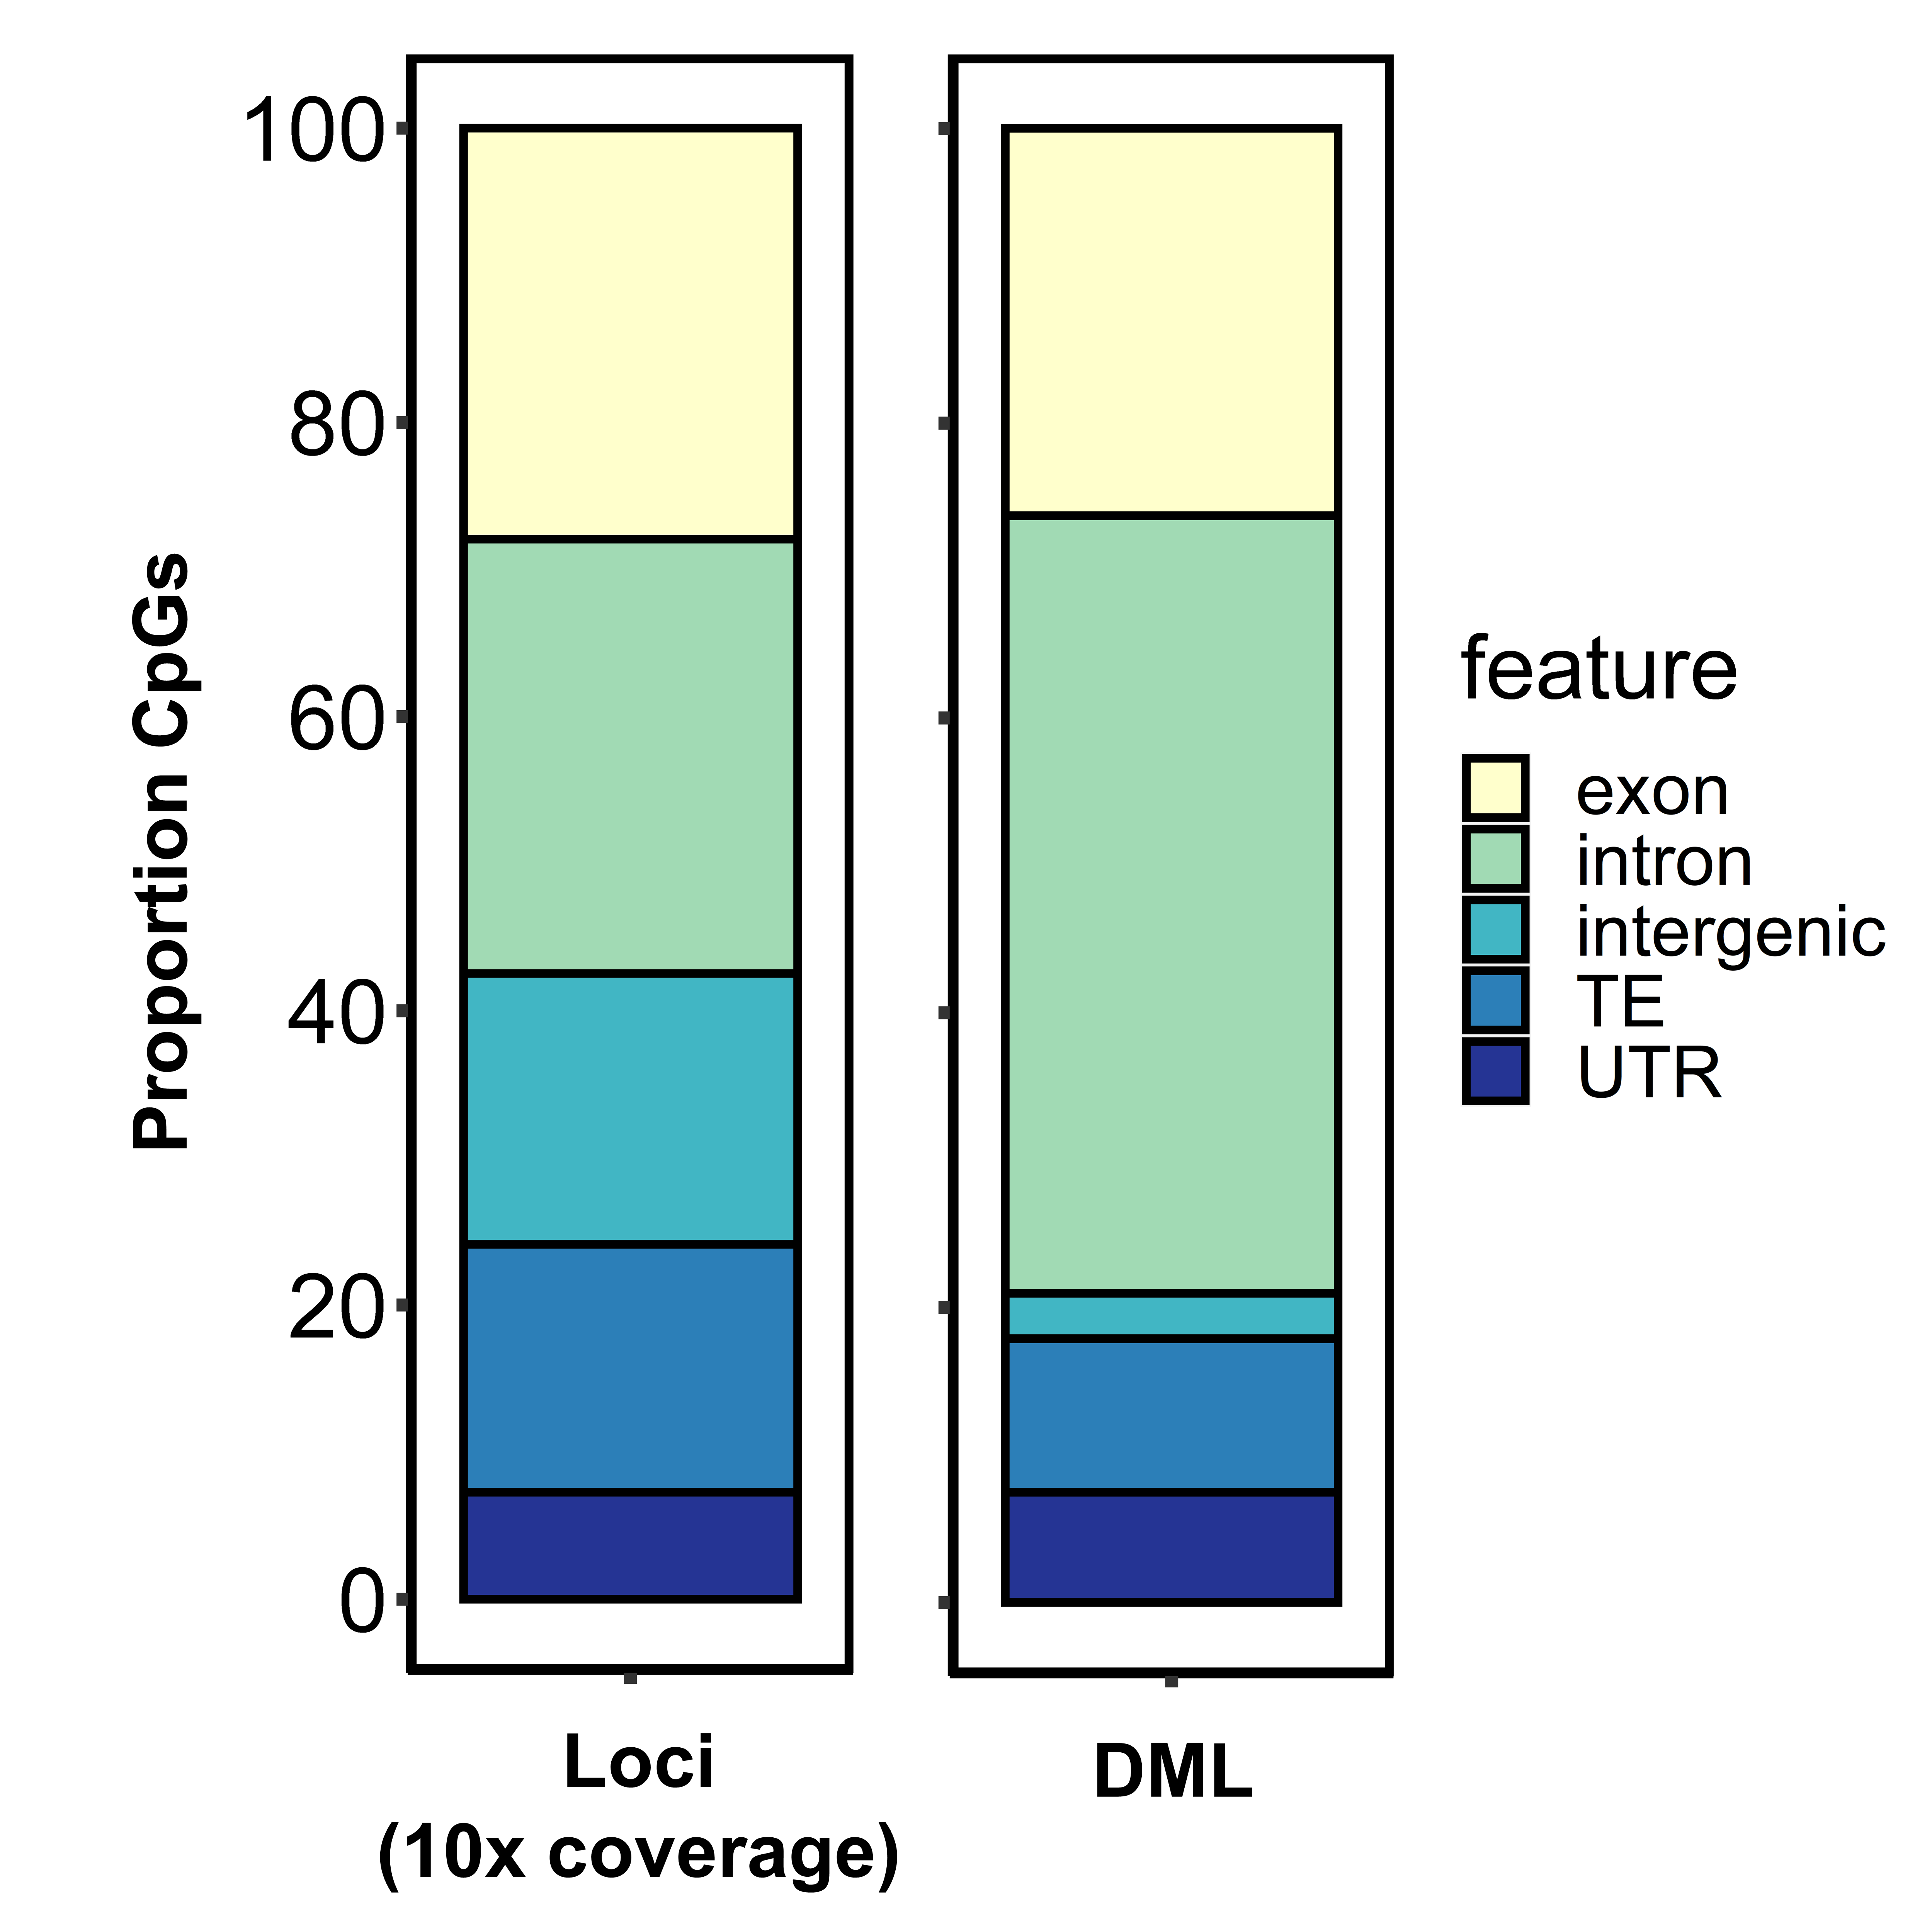 Proportion CpGs
100
80
60
40
20
0
Loci
(10x coverage)
DML
feature
exon
intron
intergenic
TE
UTR